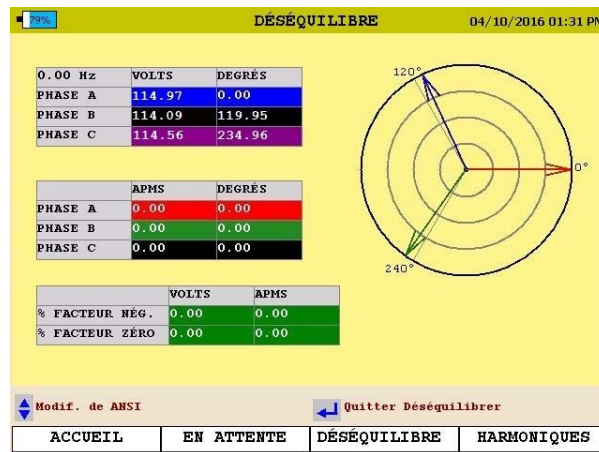 79% DÉSÉQUILIBRE 04/10/2016 01:31 PM
0.00 Hz VOLTS DEGRÉS
PHASE A 114.97 0.00
PHASE B 114.09 119.95
PHASE C 114.56 234.96
120°
0°
240°
APMS DEGRÉS
PHASE A 0.00 0.00
PHASE B 0.00 0.00
PHASE C 0.00 0.00
VOLTS APMS
% FACTEUR NÉG. 0.00 0.00
% FACTEUR ZÉRO 0.00 0.00
Modif. de ANSI Quitter Déséquilibrer
ACCUEIL EN ATTENTE DÉSÉQUILIBRE HARMONIQUES